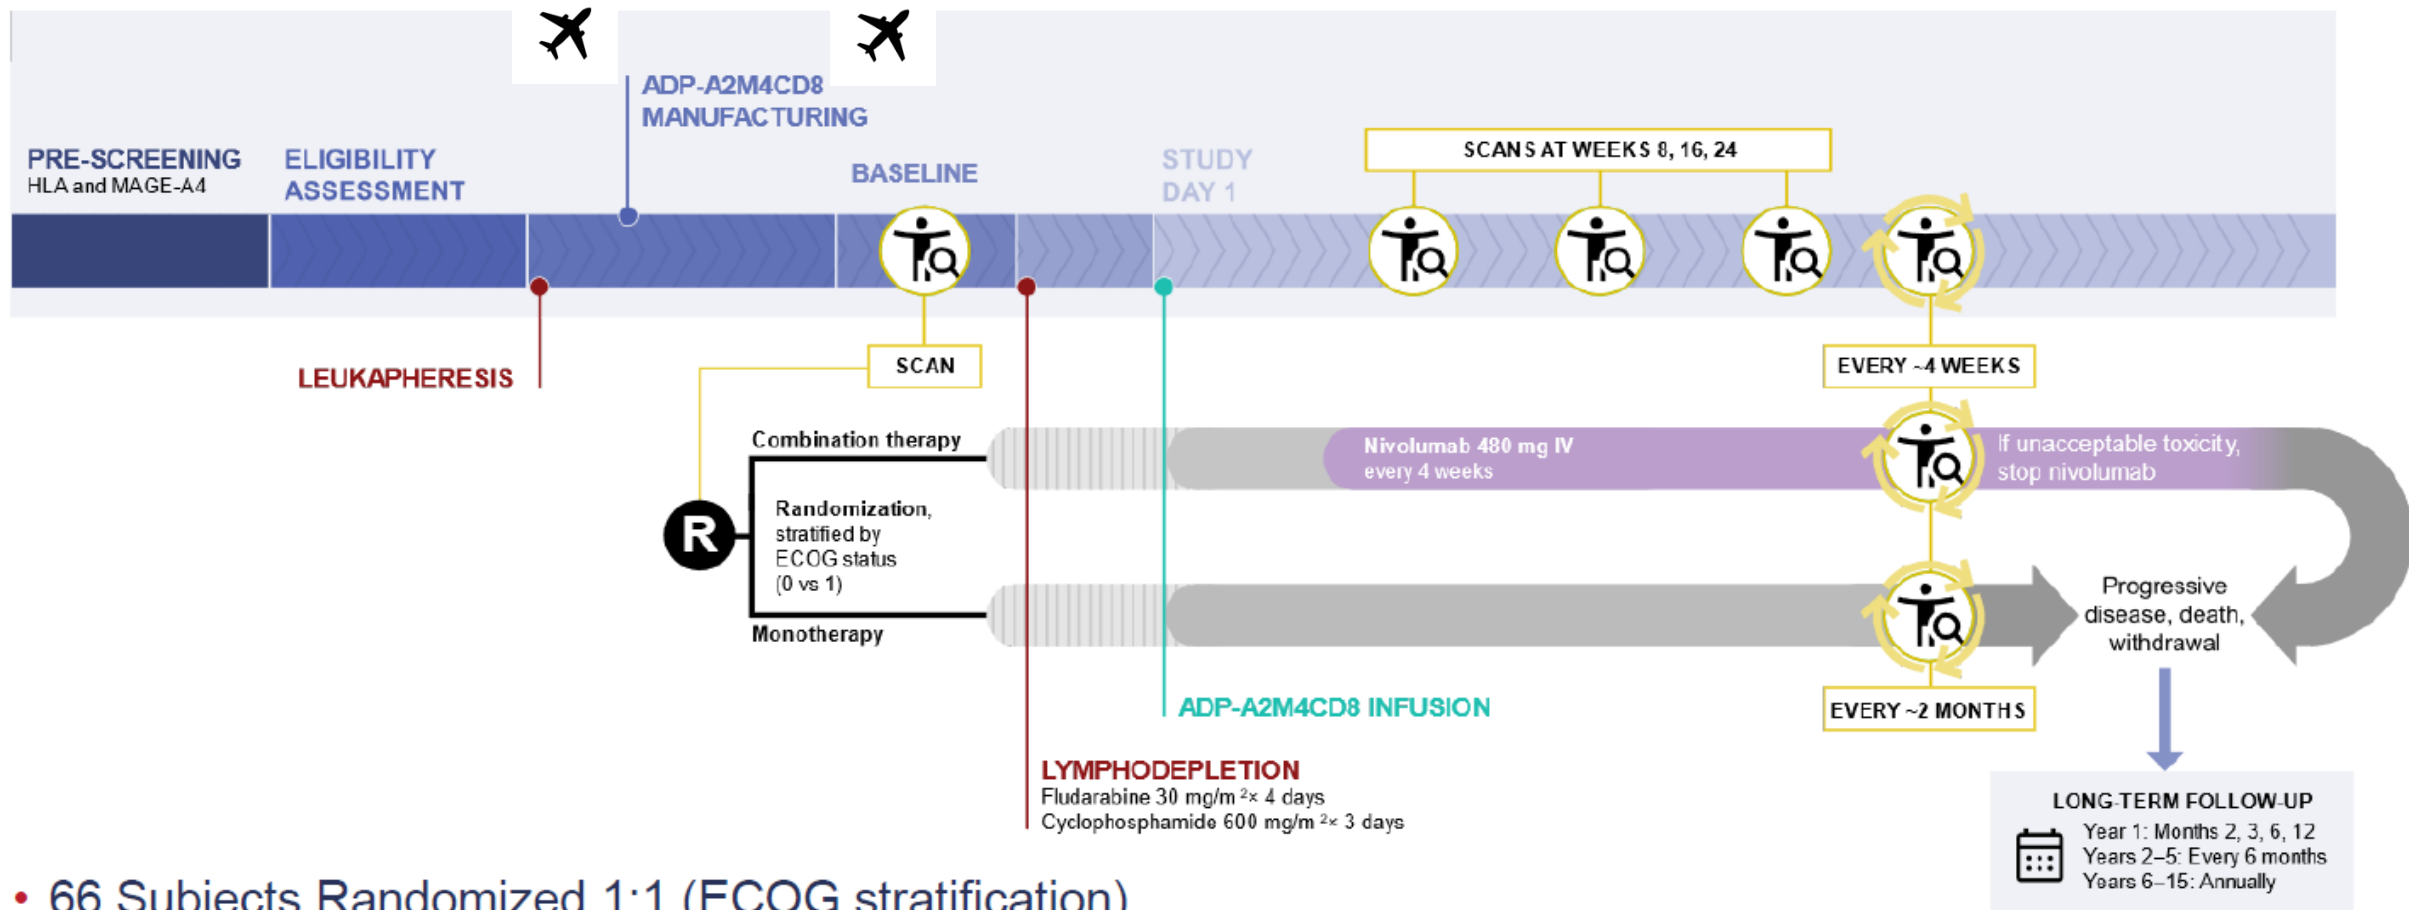 ADP-A2M4CD8
MANUFACTURING
PRE-SCREENING
HLA and MAGE-A4
ELIGIBILITY
ASSESSMENT
BASELINE
STUDY
DAY 1
SCANS AT WEEKS 8, 16, 24
LEUKAPHERESIS
SCAN
EVERY ~4 WEEKS
Combination therapy
Nivolumab 480 mg IV
every 4 weeks
If unacceptable toxicity,
stop nivolumab
R
Randomization,
stratified by
ECOG status
(0 vs 1)
Monotherapy
Progressive
disease, death,
withdrawal
ADP-A2M4CD8 INFUSION
EVERY ~2 MONTHS
LYMPHODEPLETION
Fludarabine 30 mg/m ²× 4 days
Cyclophosphamide 600 mg/m ²× 3 days
LONG-TERM FOLLOW-UP
Year 1: Months 2, 3, 6, 12
Years 2–5: Every 6 months
Years 6–15: Annually
• 66 Subjects Randomized 1:1 (ECOG stratification)